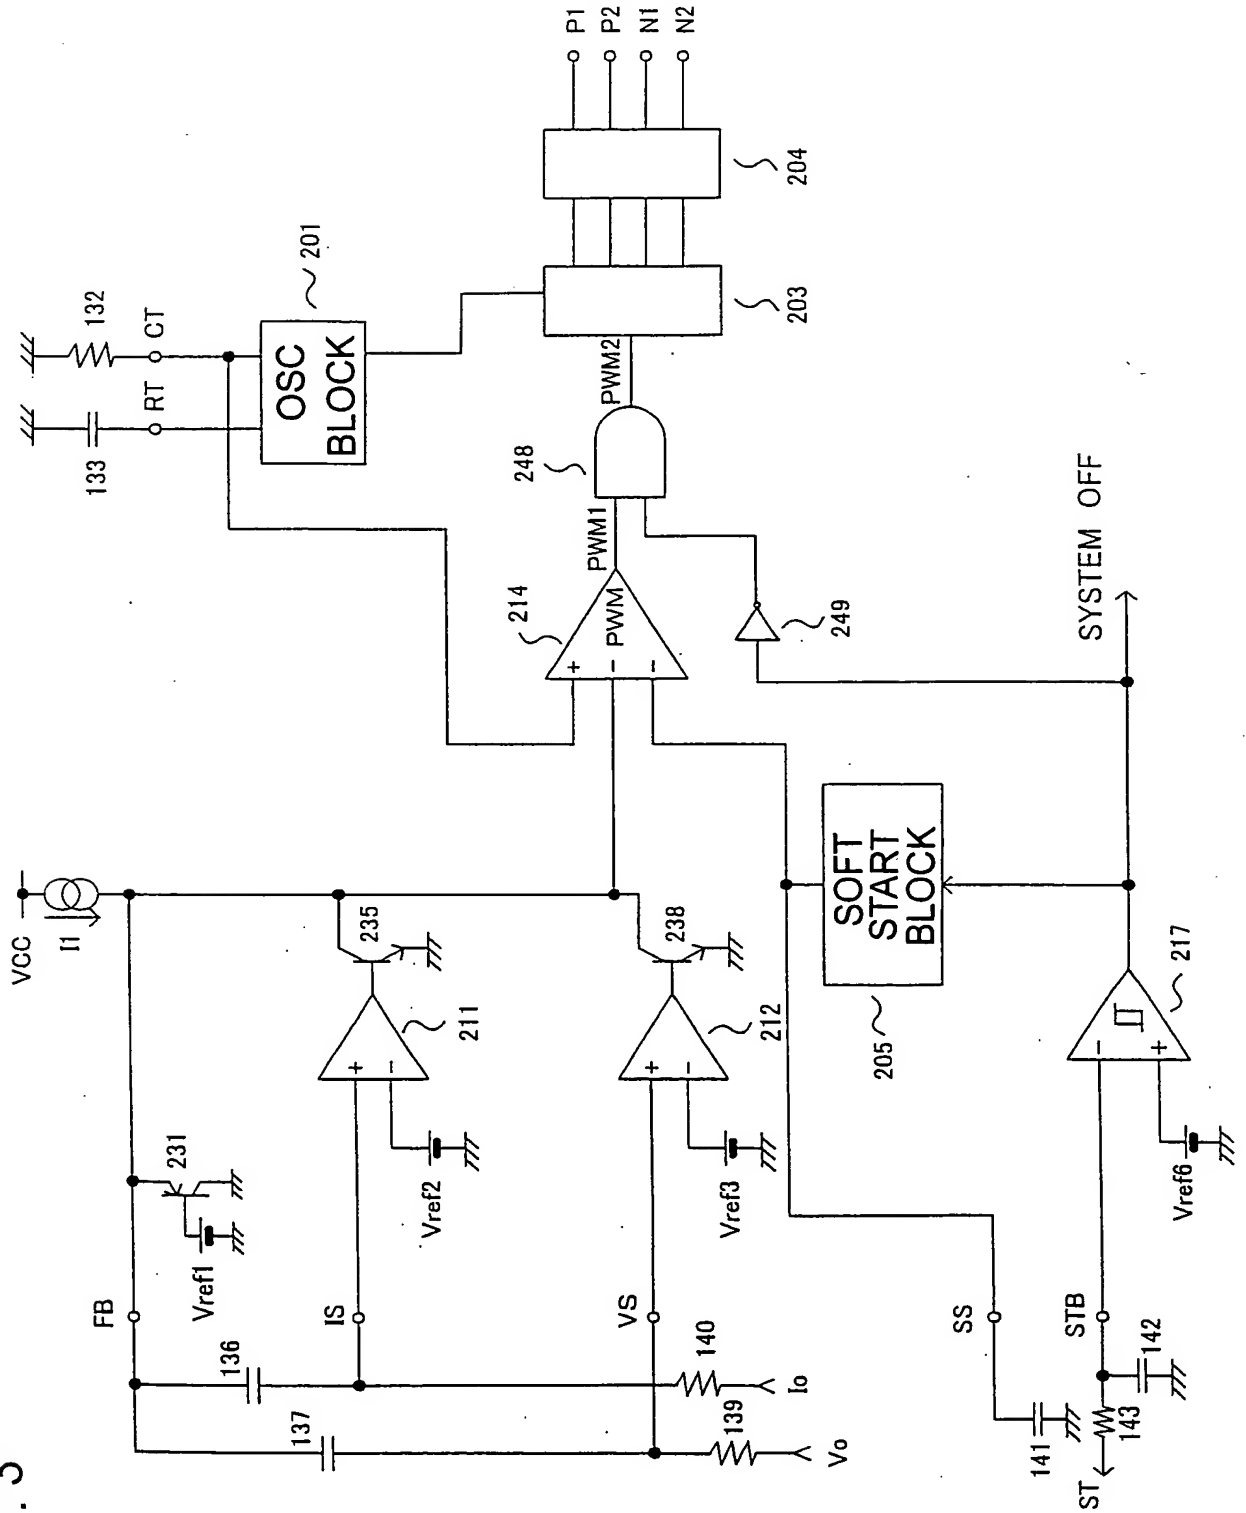 .5
VCC
I1
FB
231
Vref1
136
137
IS
235
211
Vref2
VS
140
Io
139
Vo
238
212
Vref3
SS
141
SOFT
START
BLOCK
205
STB
142
143
ST
217
Vref6
SYSTEM OFF
249
214
PWM
PWM1
248
PWM2
133
RT
132
CT
OSC
BLOCK
201
203
204
P1
P2
N1
N2